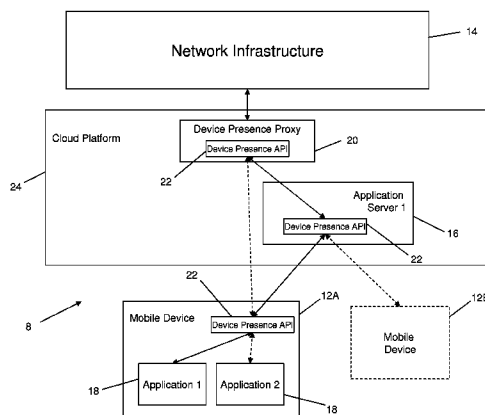 Network Infrastructure
14
Cloud Platform
Device Presence Proxy
Device Presence API
20
22
24
Application
Server 1
Device Presence API
16
22
22
12A
Mobile Device
Device Presence API
12B
8
Mobile
Device
18
Application 1
Application 2
18